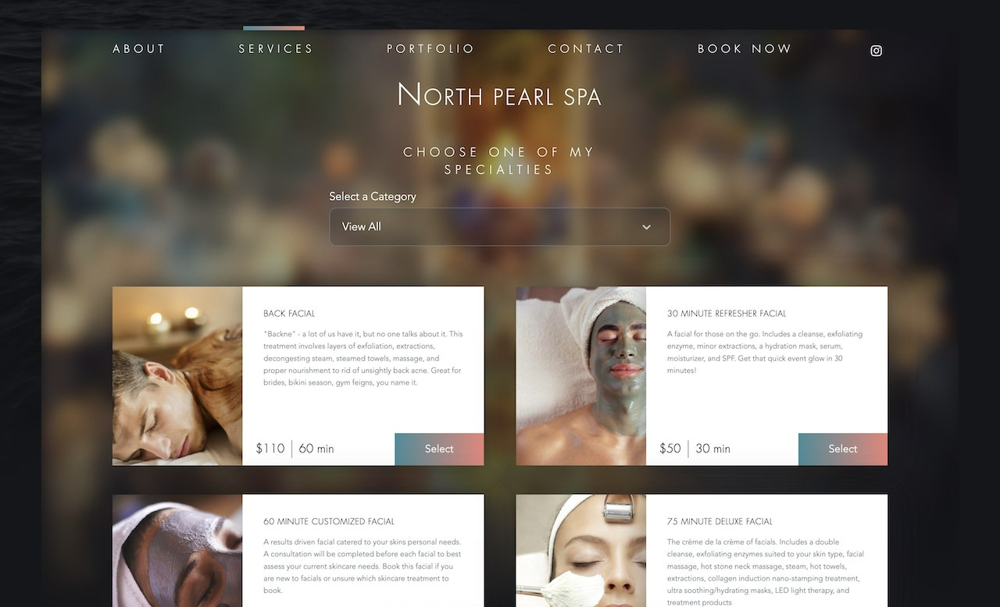 ABOUT
SERVICES
PORTFOLIO
CONTACT
BOOK NOW
NORTH PEARL SPA
CHOOSE ONE OF MY
SPECIALTIES
Select a Category
View All
BACK FACIAL
"Backne" - a lot of us have it, but no one talks about it. This
treatment involves layers of exfoliation, extractions,
decongesting steam, steamed towels, massage, and
proper nourishment to rid of unsightly back acne. Great for
brides, bikini season, gym feigns, you name it.
$110 | 60 min
Select
30 MINUTE REFRESHER FACIAL
A facial for those on the go. Includes a cleanse, exfoliating
enzyme, minor extractions, a hydration mask, serum,
moisturizer, and SPF. Get that quick event glow in 30
minutes!
$50 | 30 min
Select
60 MINUTE CUSTOMIZED FACIAL
A results driven facial catered to your skins personal needs.
A consultation will be completed before each facial to best
assess your current skincare needs. Book this facial if you
are new to facials or unsure which skincare treatment to
book.
75 MINUTE DELUXE FACIAL
The crème de la crème of facials. Includes a double
cleanse, exfoliating enzymes suited to your skin type, facial
massage, hot stone neck massage, steam, hot towels,
extractions, collagen induction nano-stamping treatment,
ultra soothing/hydrating masks, LED light therapy, and
treatment products